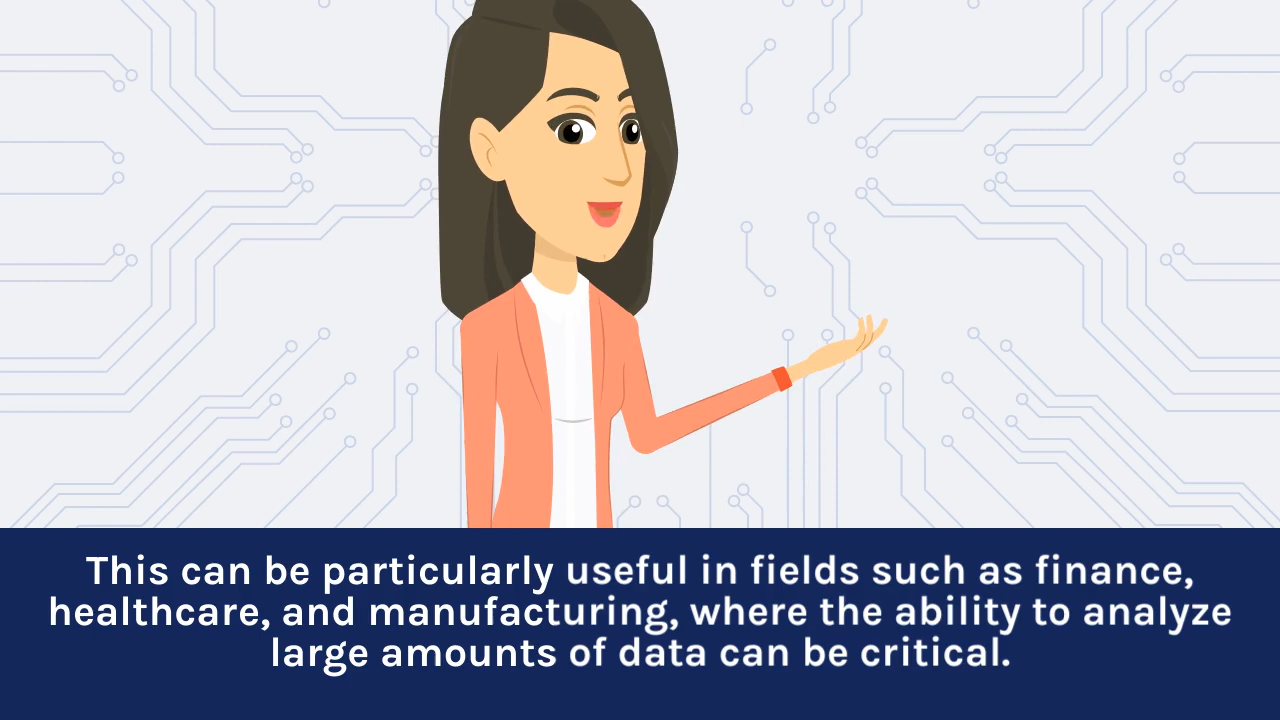 This can be particularly useful in fields such as finance,
healthcare, and manufacturing, where the ability to analyze
large amounts of data can be critical.